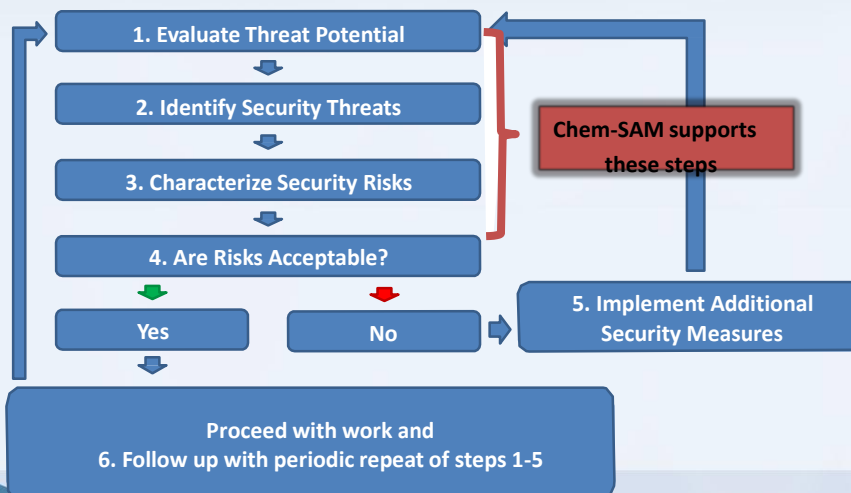 1. Evaluate Threat Potential
2. Identify Security Threats
Chem-SAM supports
these steps
3. Characterize Security Risks
4. Are Risks Acceptable?
Yes
No
5. Implement Additional
Security Measures
Proceed with work and
6. Follow up with periodic repeat of steps 1-5